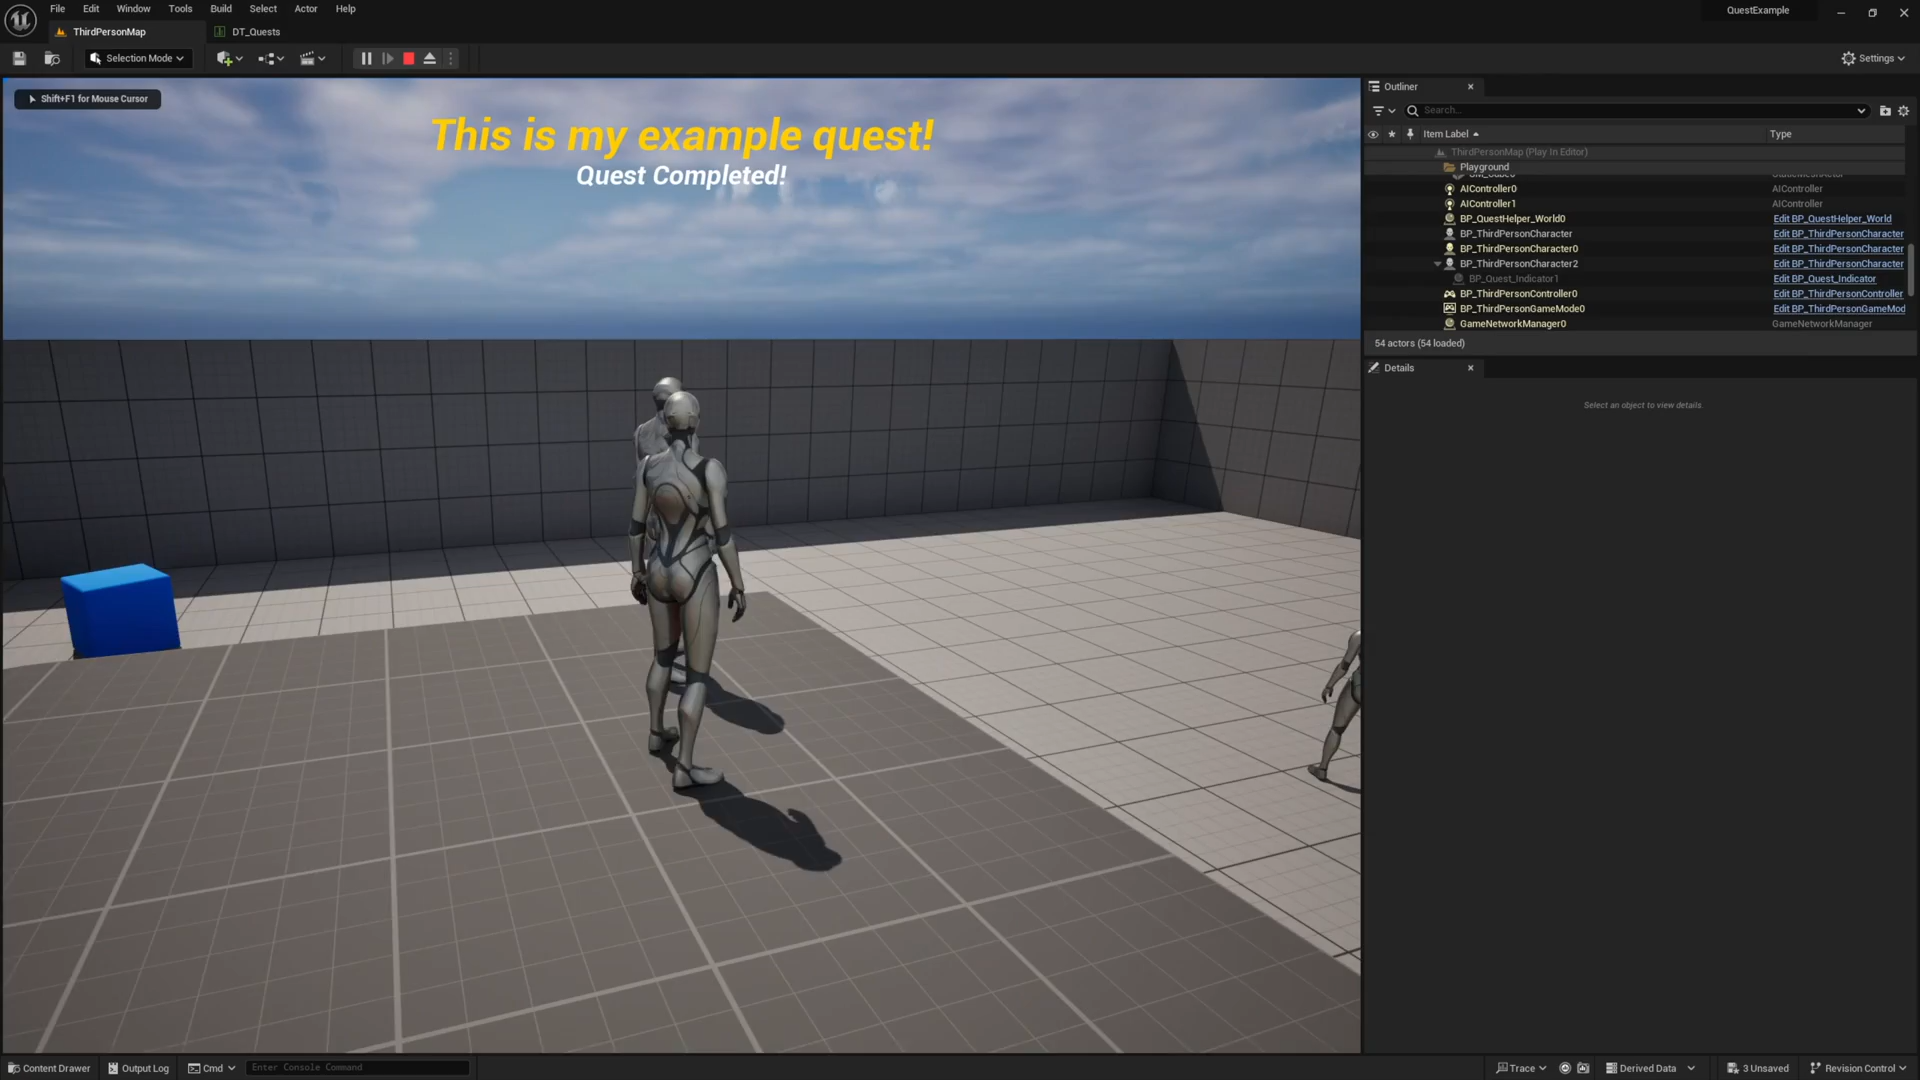 File Edit Window Tools Build Select Actor Help
QuestExample
ThirdPersonMap
DT_Quests
Selection Mode
Settings
Shift+F1 for Mouse Cursor
This is my example quest!
Quest Completed!
Outliner
Search...
Item Label Type
ThirdPersonMap (Play In Editor)
Playground
AIController0 AIController
AIController1 AIController
BP_QuestHelper_World0 Edit BP_QuestHelper_World
BP_ThirdPersonCharacter Edit BP_ThirdPersonCharacter
BP_ThirdPersonCharacter0 Edit BP_ThirdPersonCharacter
BP_ThirdPersonCharacter2 Edit BP_ThirdPersonCharacter
BP_Quest_Indicator1 Edit BP_Quest_Indicator
BP_ThirdPersonController0 Edit BP_ThirdPersonController
BP_ThirdPersonGameMode0 Edit BP_ThirdPersonGameMod
GameNetworkManager0 GameNetworkManager
54 actors (54 loaded)
Details
Select an object to view details.
Content Drawer Output Log Cmd Enter Console Command Trace Derived Data 3 Unsaved Revision Control